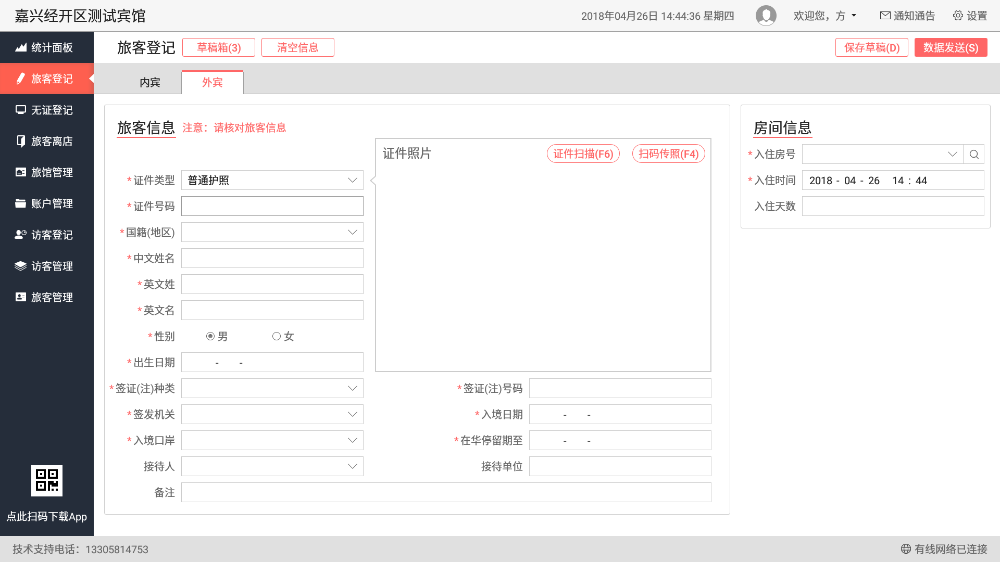 嘉兴经开区测试宾馆
2018年04月26日 14:44:36 星期四
欢迎您，方
通知通告
设置
统计面板
旅客登记
无证登记
旅客离店
旅馆管理
账户管理
访客登记
访客管理
旅客管理
点此扫码下载App
旅客登记
草稿箱(3)
清空信息
保存草稿(D)
数据发送(S)
内宾
外宾
旅客信息 注意：请核对旅客信息
证件照片
证件扫描(F6)
扫码传照(F4)
*证件类型 普通护照
*证件号码
*国籍(地区)
*中文姓名
*英文姓
*英文名
*性别 男 女
*出生日期 - -
*签证(注)种类
*签证(注)号码
*签发机关
*入境日期 - -
*入境口岸
*在华停留期至 - -
接待人
接待单位
备注
房间信息
*入住房号
*入住时间 2018 - 04 - 26 14 : 44
入住天数
技术支持电话：13305814753
有线网络已连接